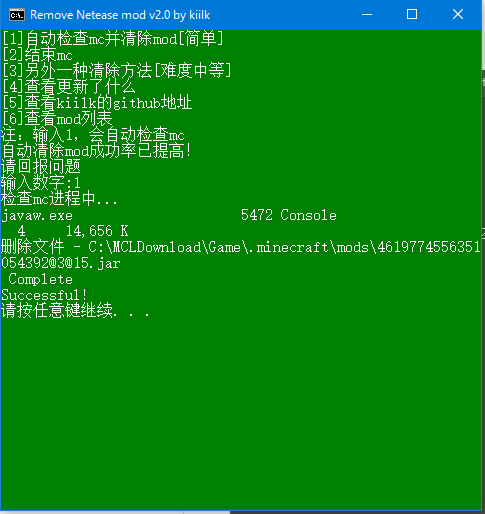 Remove Netease mod v2.0 by kiilk
[1]自动检查mc并清除mod[简单]
[2]结束mc
[3]另外一种清除方法[难度中等]
[4]查看更新了什么
[5]查看kiilk的github地址
[6]查看mod列表
注：输入1，会自动检查mc
自动清除mod成功率已提高!
请回报问题
输入数字:1
检查mc进程中...
javaw.exe 5472 Console
4 14,656 K
删除文件 - C:\MCLDownload\Game\.minecraft\mods\4619774556351
054392@3@15.jar
Complete
Successful!
请按任意键继续. . .